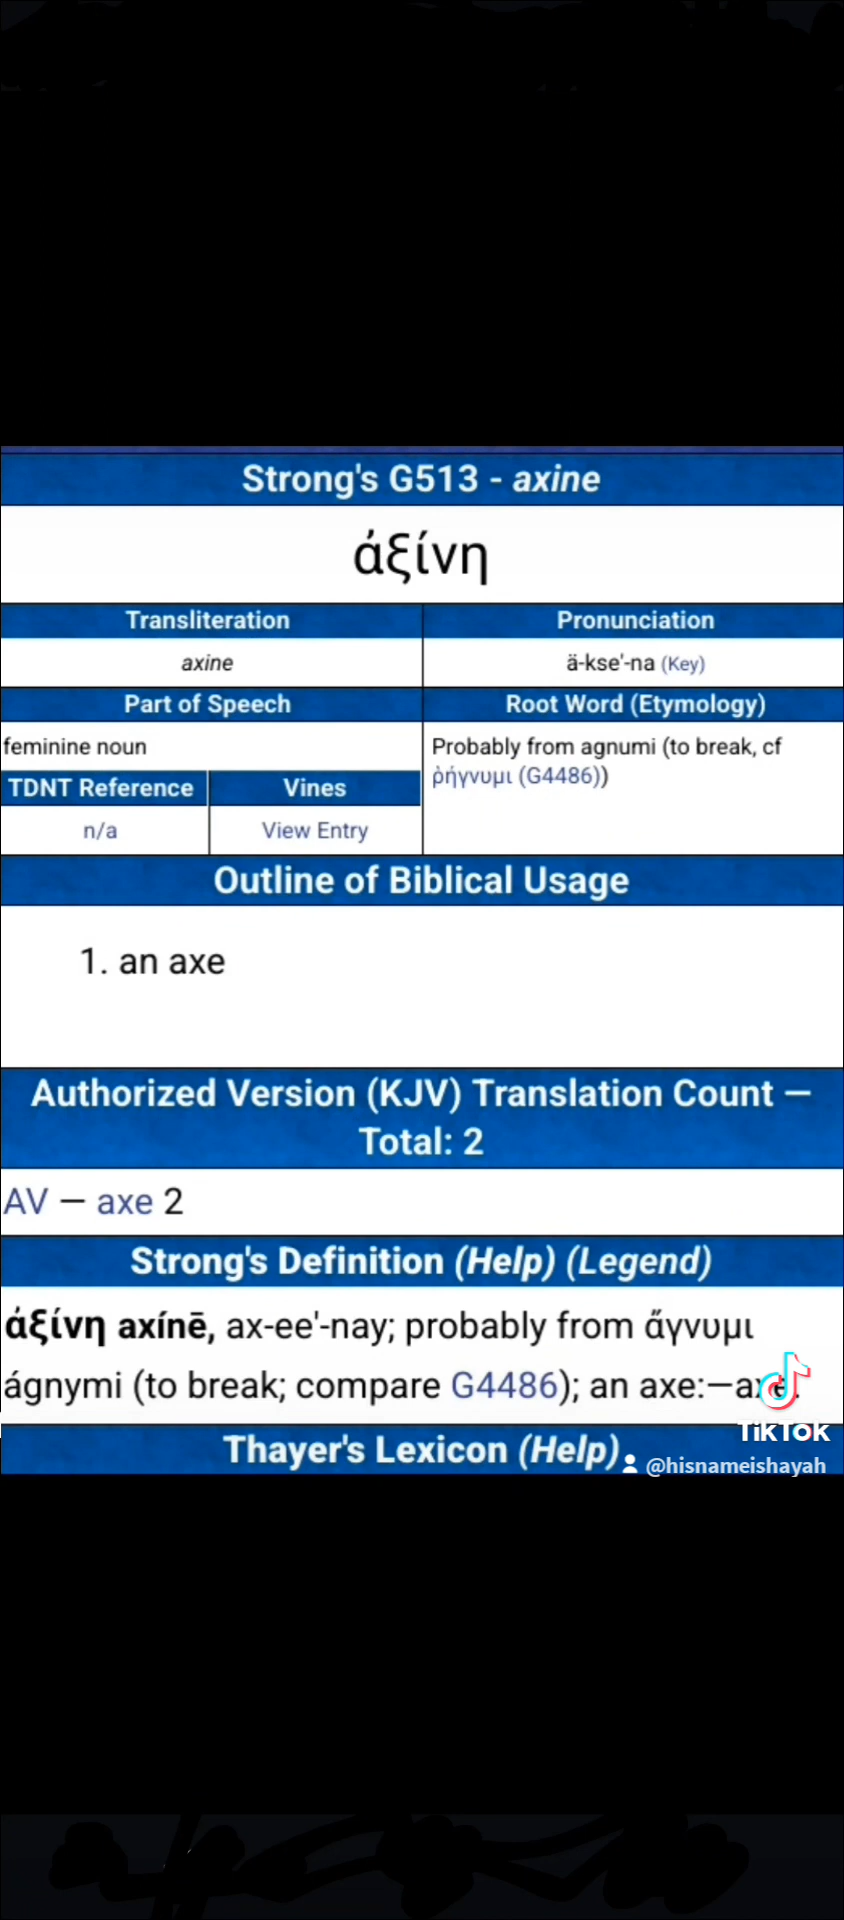 Strong's G513 - axine
ἀξίνη
Transliteration
Pronunciation
axine
ä-kse'-na (Key)
Part of Speech
Root Word (Etymology)
feminine noun
Probably from agnumi (to break, cf
ῥήγνυμι (G4486))
TDNT Reference
Vines
n/a
View Entry
Outline of Biblical Usage
1. an axe
Authorized Version (KJV) Translation Count —
Total: 2
AV — axe 2
Strong's Definition (Help) (Legend)
ἀξίνη axínē, ax-ee'-nay; probably from ἄγνυμι
ágnymi (to break; compare G4486); an axe:—axe.
TikTok
Thayer's Lexicon (Help)
@hisnameishayah